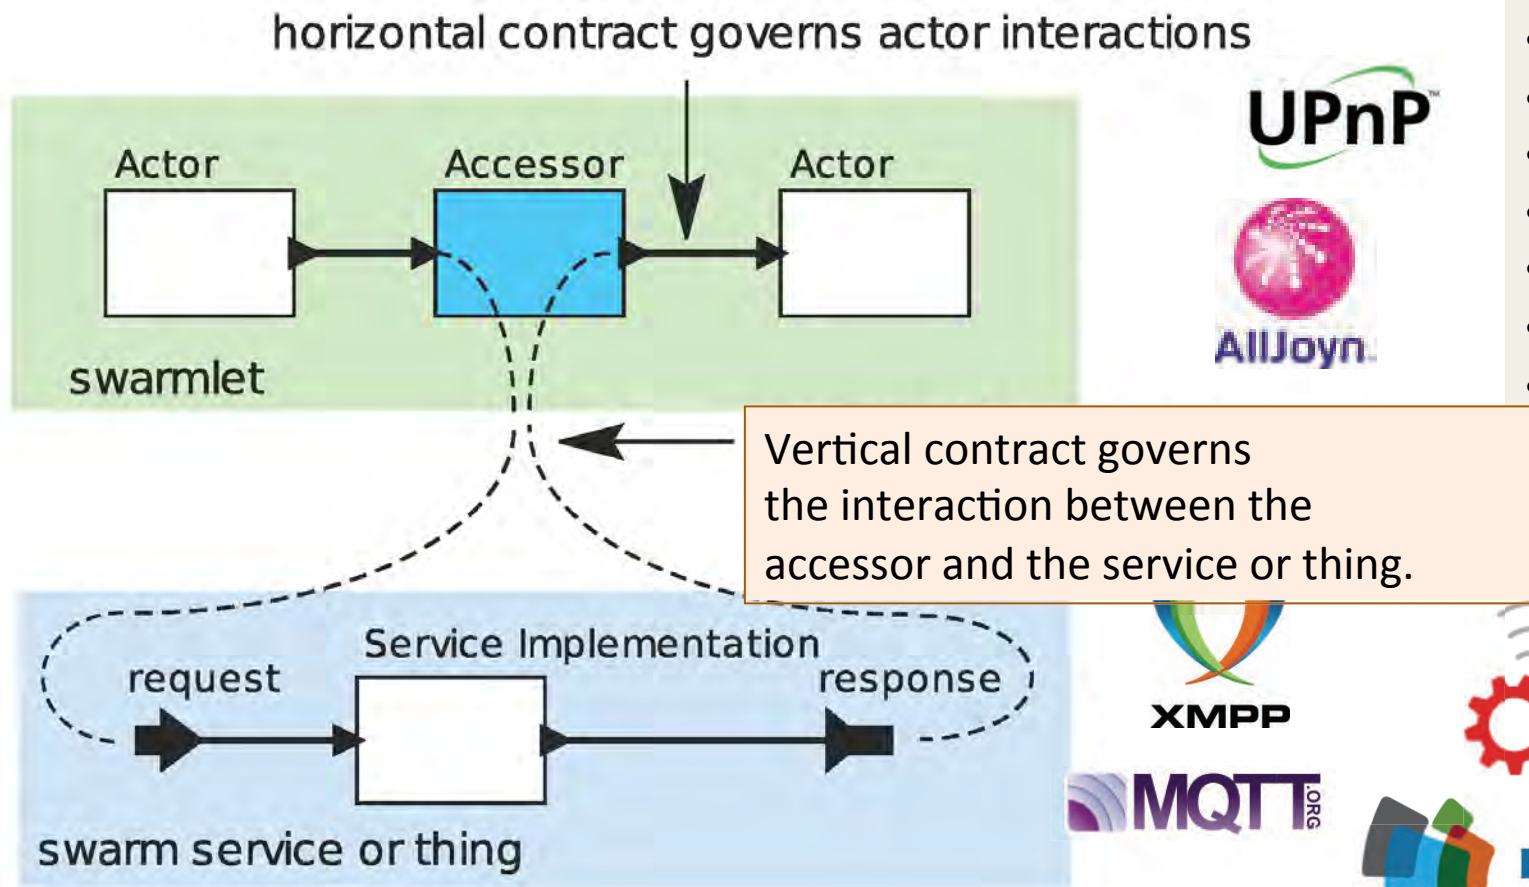 horizontal contract governs actor interactions
UPnP™
Actor
Accessor
Actor
AllJoyn
swarmlet
Vertical contract governs
the interaction between the
accessor and the service or thing.
Service Implementation
request
response
XMPP
MQTT.ORG
swarm service or thing